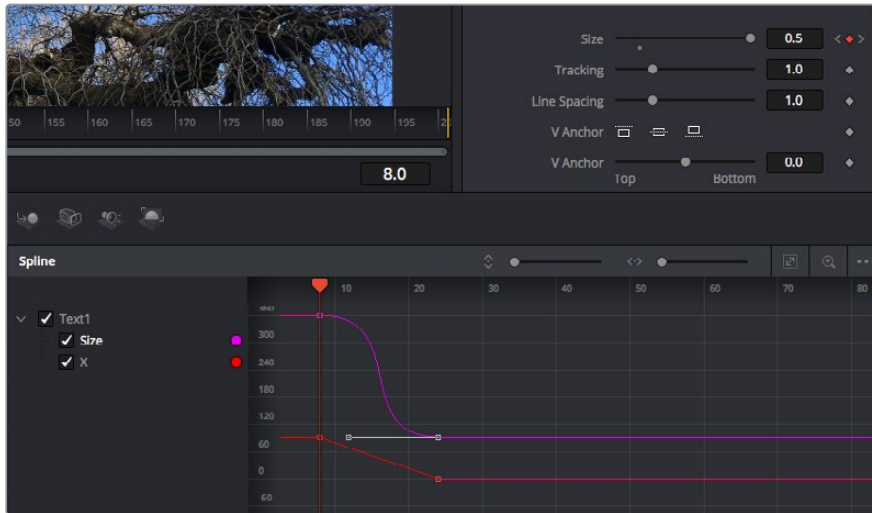 Size 0.5 < >
Tracking 1.0
Line Spacing 1.0
V Anchor
V Anchor 0.0
Top Bottom
50 155 160 165 170 175 180 185 190 195
8.0
Spline
10 20 30 40 50 60 70 80
Text1
Size
X
300
240
180
120
60
0
60